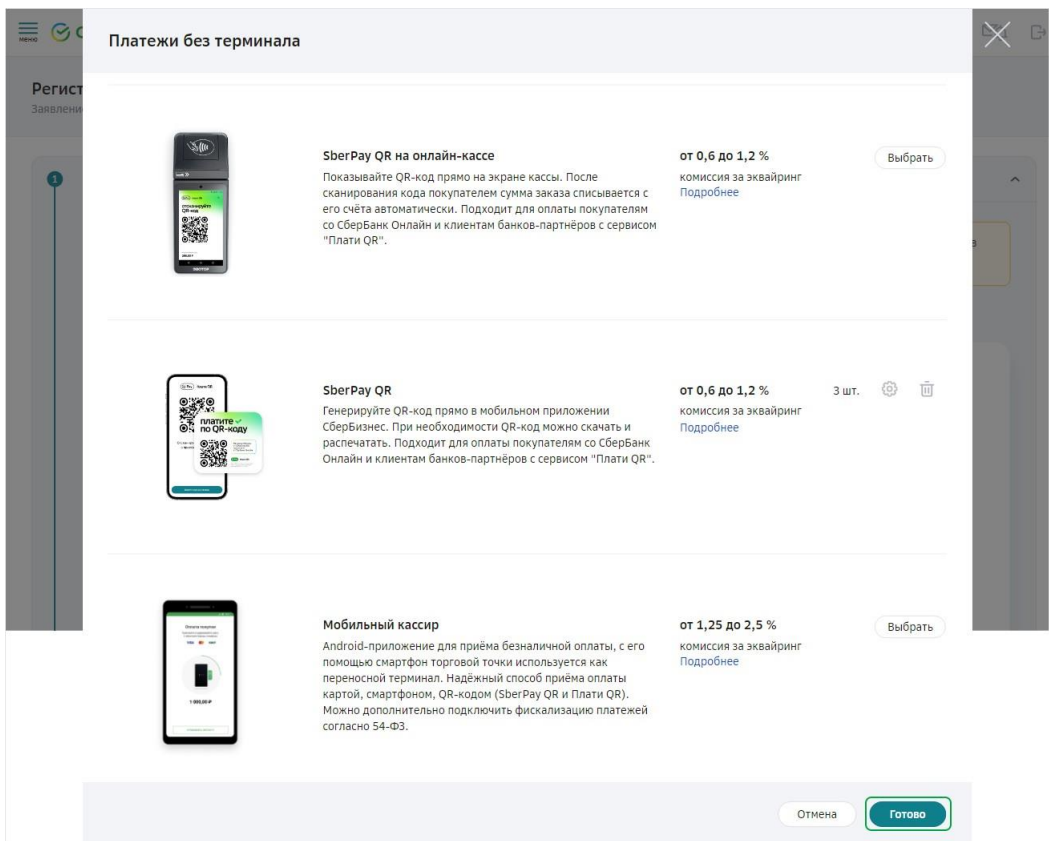 меню
Платежи без терминала
Регист
Заявлени
1
SberPay QR на онлайн-кассе
Показывайте QR-код прямо на экране кассы. После
сканирования кода покупателем сумма заказа списывается с
его счёта автоматически. Подходит для оплаты покупателям
со СберБанк Онлайн и клиентам банков-партнёров с сервисом
"Плати QR".
от 0,6 до 1,2 %
комиссия за эквайринг
Подробнее
Выбрать
SberPay QR
Генерируйте QR-код прямо в мобильном приложении
СберБизнес. При необходимости QR-код можно скачать и
распечатать. Подходит для оплаты покупателям со СберБанк
Онлайн и клиентам банков-партнёров с сервисом "Плати QR".
от 0,6 до 1,2 %
комиссия за эквайринг
Подробнее
3 шт.
платите
по QR-коду
Мобильный кассир
Android-приложение для приёма безналичной оплаты, с его
помощью смартфон торговой точки используется как
переносной терминал. Надёжный способ приёма оплаты
картой, смартфоном, QR-кодом (SberPay QR и Плати QR).
Можно дополнительно подключить фискализацию платежей
согласно 54-ФЗ.
от 1,25 до 2,5 %
комиссия за эквайринг
Подробнее
Выбрать
Отмена
Готово